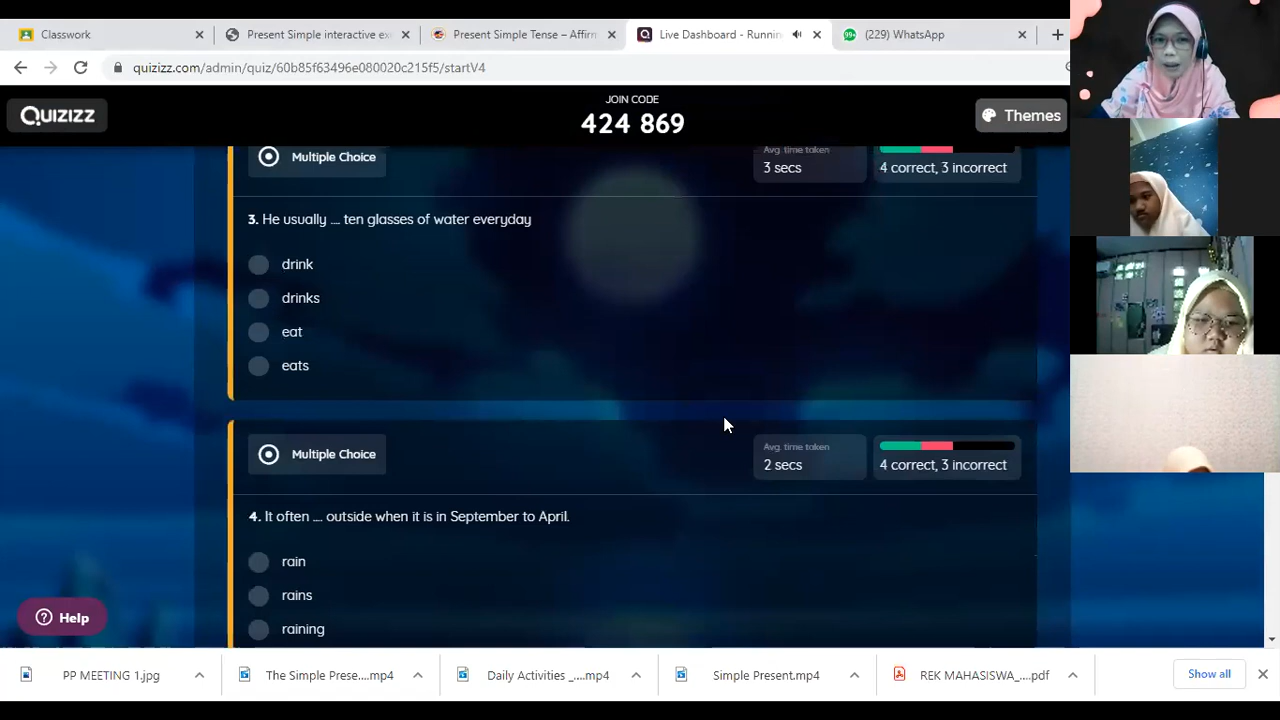 Classwork
Present Simple interactive ex
Present Simple Tense – Affirr
Live Dashboard - Runnin
99+
(229) WhatsApp
quizizz.com/admin/quiz/60b85f63496e080020c215f5/startV4
QUIZIZZ
JOIN CODE
424 869
Themes
Multiple Choice
Avg. time taken
3 secs
4 correct, 3 incorrect
3. He usually .... ten glasses of water everyday
drink
drinks
eat
eats
Multiple Choice
Avg. time taken
2 secs
4 correct, 3 incorrect
4. It often .... outside when it is in September to April.
rain
rains
raining
Help
PP MEETING 1.jpg
The Simple Prese....mp4
Daily Activities _....mp4
Simple Present.mp4
REK MAHASISWA_....pdf
Show all